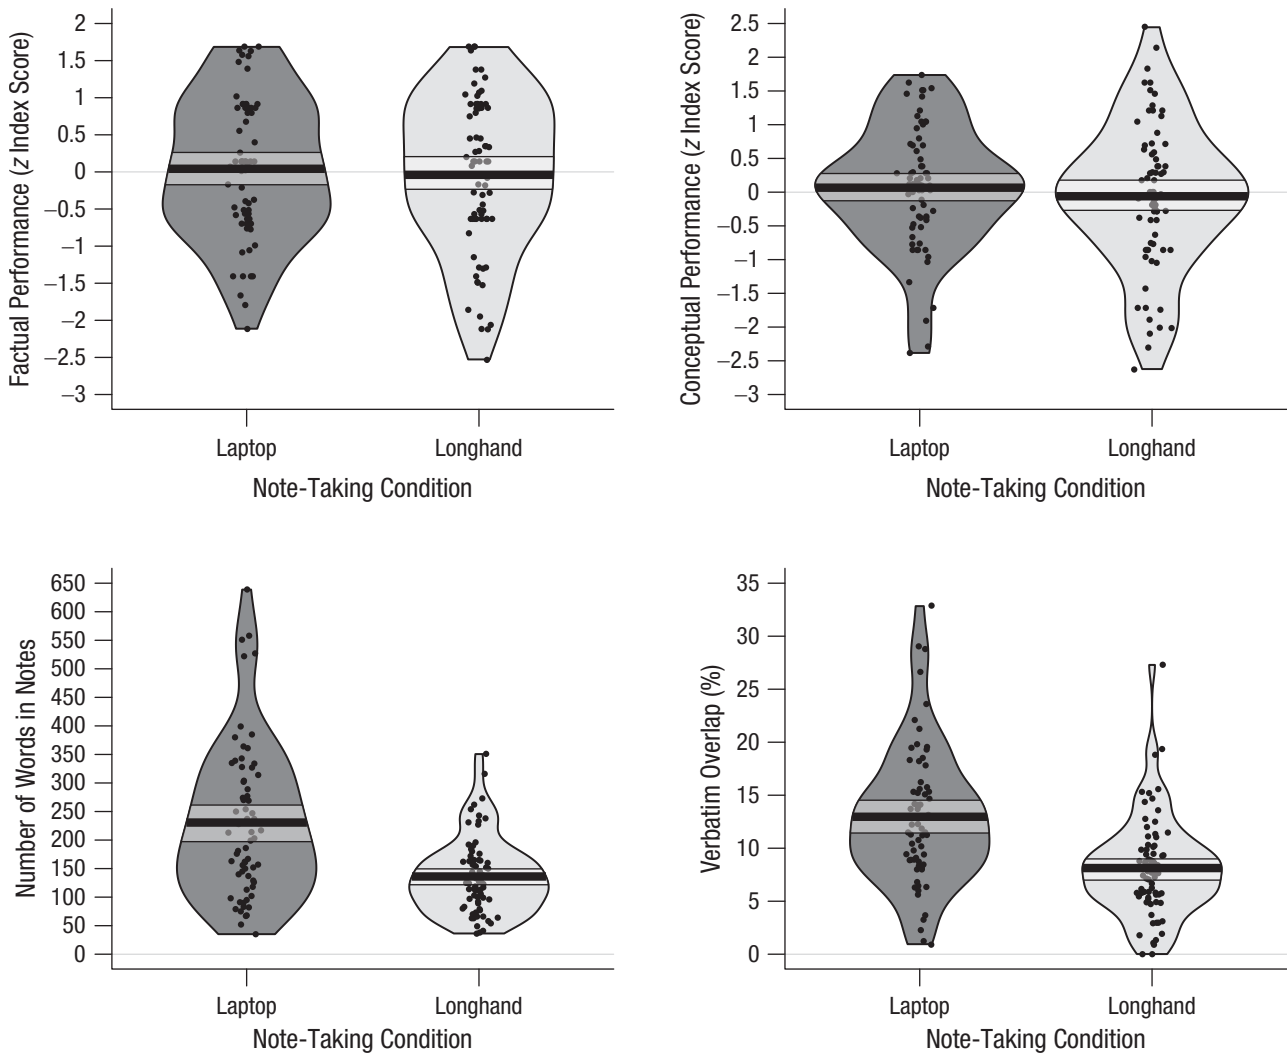 Factual Performance (z Index Score)
2
1.5
1
0.5
0
−0.5
−1
−1.5
−2
−2.5
−3
Laptop
Longhand
Note-Taking Condition
Conceptual Performance (z Index Score)
2.5
2
1.5
1
0.5
0
−0.5
−1
−1.5
−2
−2.5
−3
Laptop
Longhand
Note-Taking Condition
Number of Words in Notes
650
600
550
500
450
400
350
300
250
200
150
100
50
0
Laptop
Longhand
Note-Taking Condition
Verbatim Overlap (%)
35
30
25
20
15
10
5
0
Laptop
Longhand
Note-Taking Condition